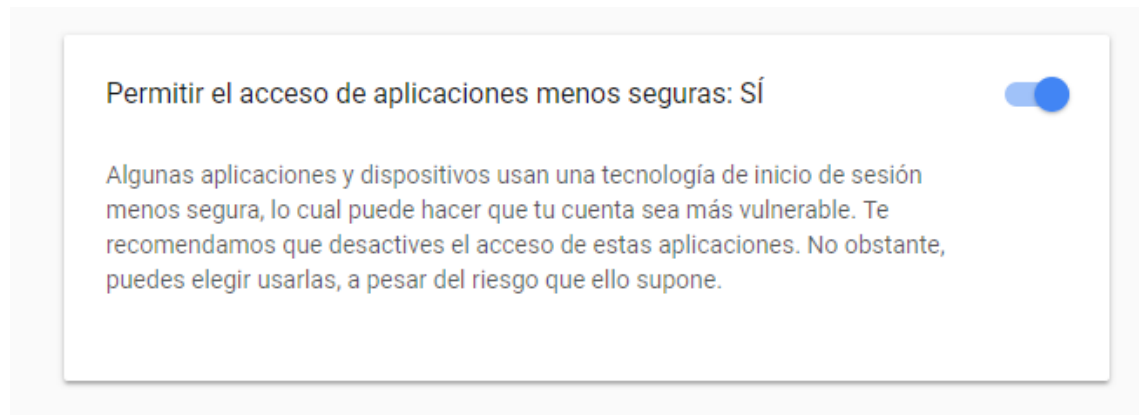 Permitir el acceso de aplicaciones menos seguras: SÍ
Algunas aplicaciones y dispositivos usan una tecnología de inicio de sesión
menos segura, lo cual puede hacer que tu cuenta sea más vulnerable. Te
recomendamos que desactives el acceso de estas aplicaciones. No obstante,
puedes elegir usarlas, a pesar del riesgo que ello supone.